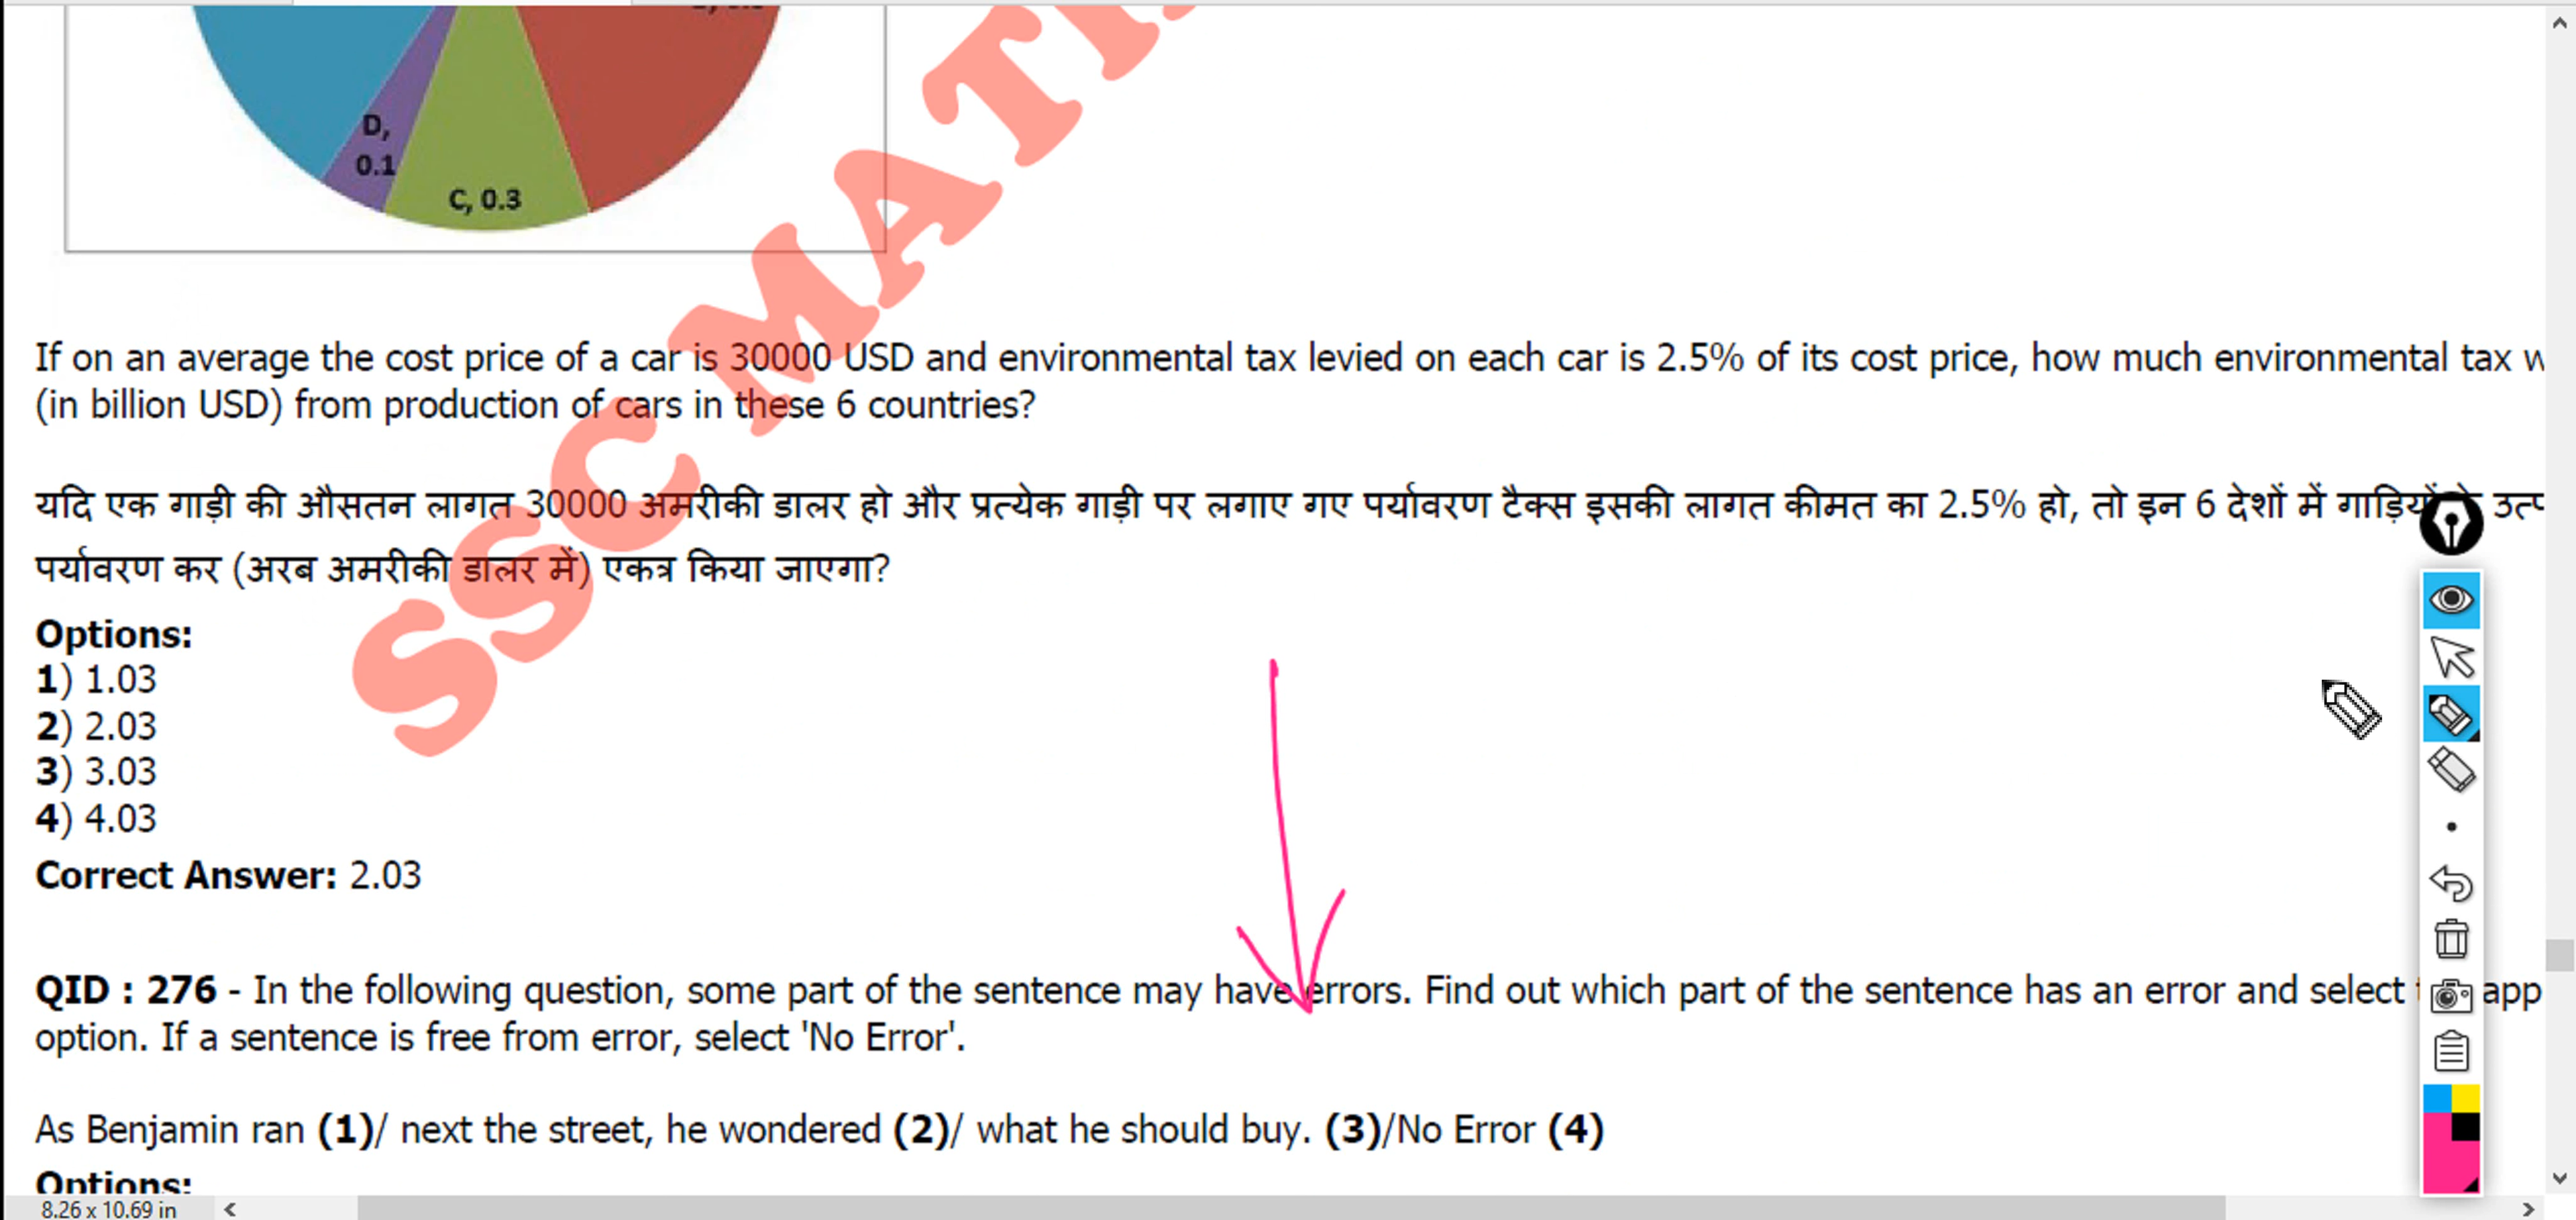 D,
0.1
C, 0.3
SSC
If on an average the cost price of a car is 30000 USD and environmental tax levied on each car is 2.5% of its cost price, how much environmental tax
(in billion USD) from production of cars in these 6 countries?
यदि एक गाड़ी की औसतन लागत 30000 अमरीकी डालर हो और प्रत्येक गाड़ी पर लगाए गए पर्यावरण टैक्स इसकी लागत कीमत का 2.5% हो, तो इन 6 देशों में
पर्यावरण कर (अरब अमरीकी डालर में) एकत्र किया जाएगा?
Options:
1) 1.03
2) 2.03
3) 3.03
4) 4.03
Correct Answer: 2.03
QID : 276 - In the following question, some part of the sentence may have errors. Find out which part of the sentence has an error and select
option. If a sentence is free from error, select 'No Error'.
As Benjamin ran (1)/ next the street, he wondered (2)/ what he should buy. (3)/No Error (4)
Options:
8.26 x 10.69 in